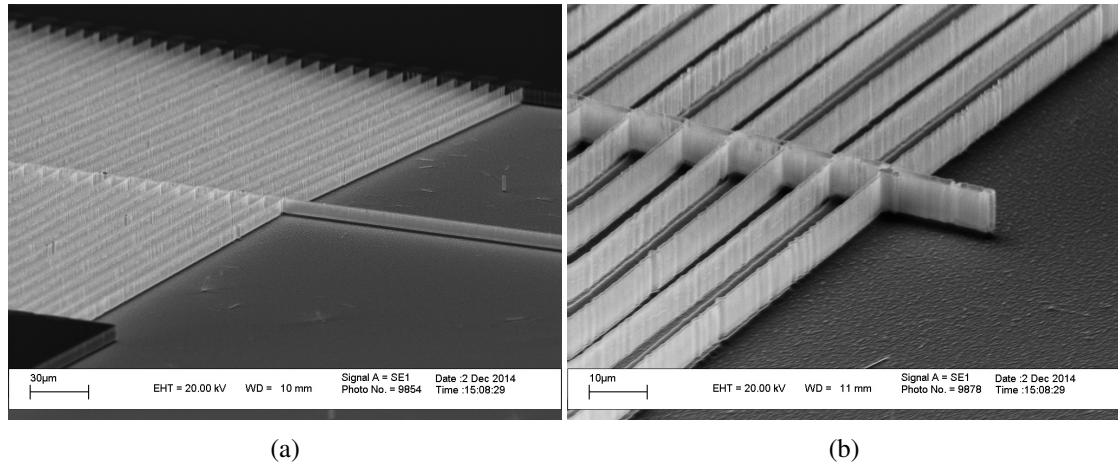 30µm
EHT = 20.00 kV WD = 10 mm
Signal A = SE1 Date :2 Dec 2014
Photo No. = 9854 Time :15:08:29
10µm
EHT = 20.00 kV WD = 11 mm
Signal A = SE1 Date :2 Dec 2014
Photo No. = 9878 Time :15:08:29
(a)
(b)